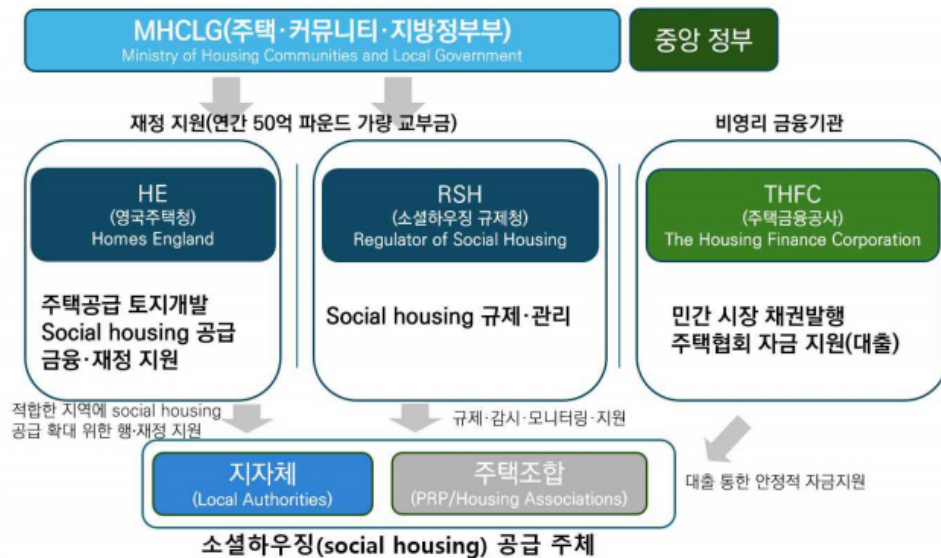 MHCLG(주택·커뮤니티·지방정부부)
Ministry of Housing Communities and Local Government
중앙 정부
재정 지원(연간 50억 파운드 가량 교부금)
비영리 금융기관
HE
(영국주택청)
Homes England
주택공급 토지개발
Social housing 공급
금융·재정 지원
RSH
(소셜하우징 규제청)
Regulator of Social Housing
Social housing 규제·관리
THFC
(주택금융공사)
The Housing Finance Corporation
민간 시장 채권발행
주택협회 자금 지원(대출)
적합한 지역에 social housing
공급 확대 위한 행·재정 지원
규제·감시·모니터링·지원
대출 통한 안정적 자금지원
지자체
(Local Authorities)
주택조합
(PRP/Housing Associations)
소셜하우징(social housing) 공급 주체